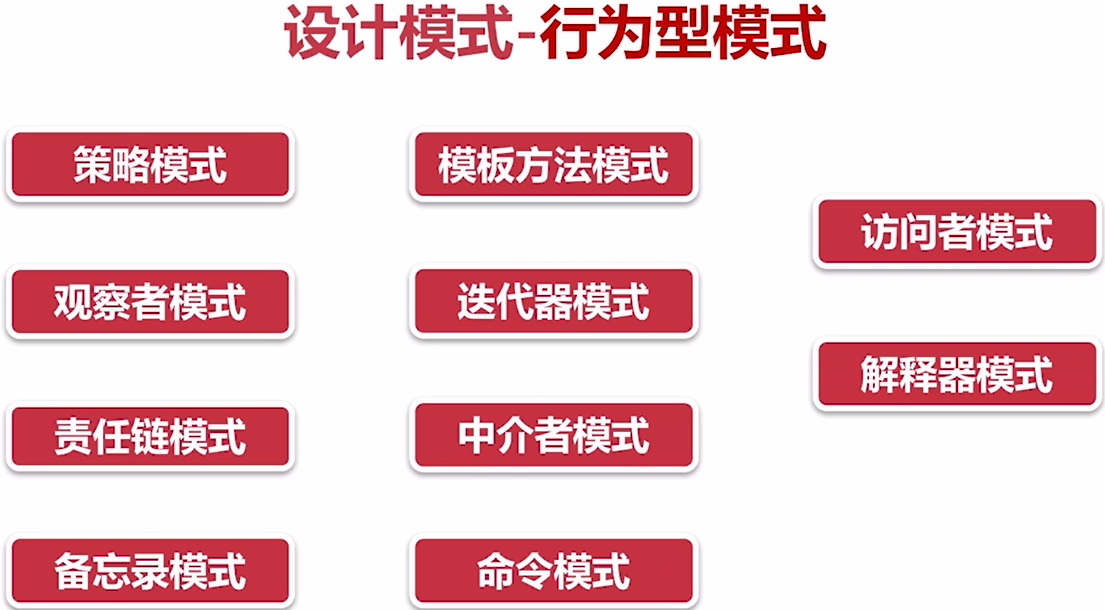 设计模式-行为型模式
策略模式
模板方法模式
访问者模式
观察者模式
迭代器模式
解释器模式
责任链模式
中介者模式
备忘录模式
命令模式